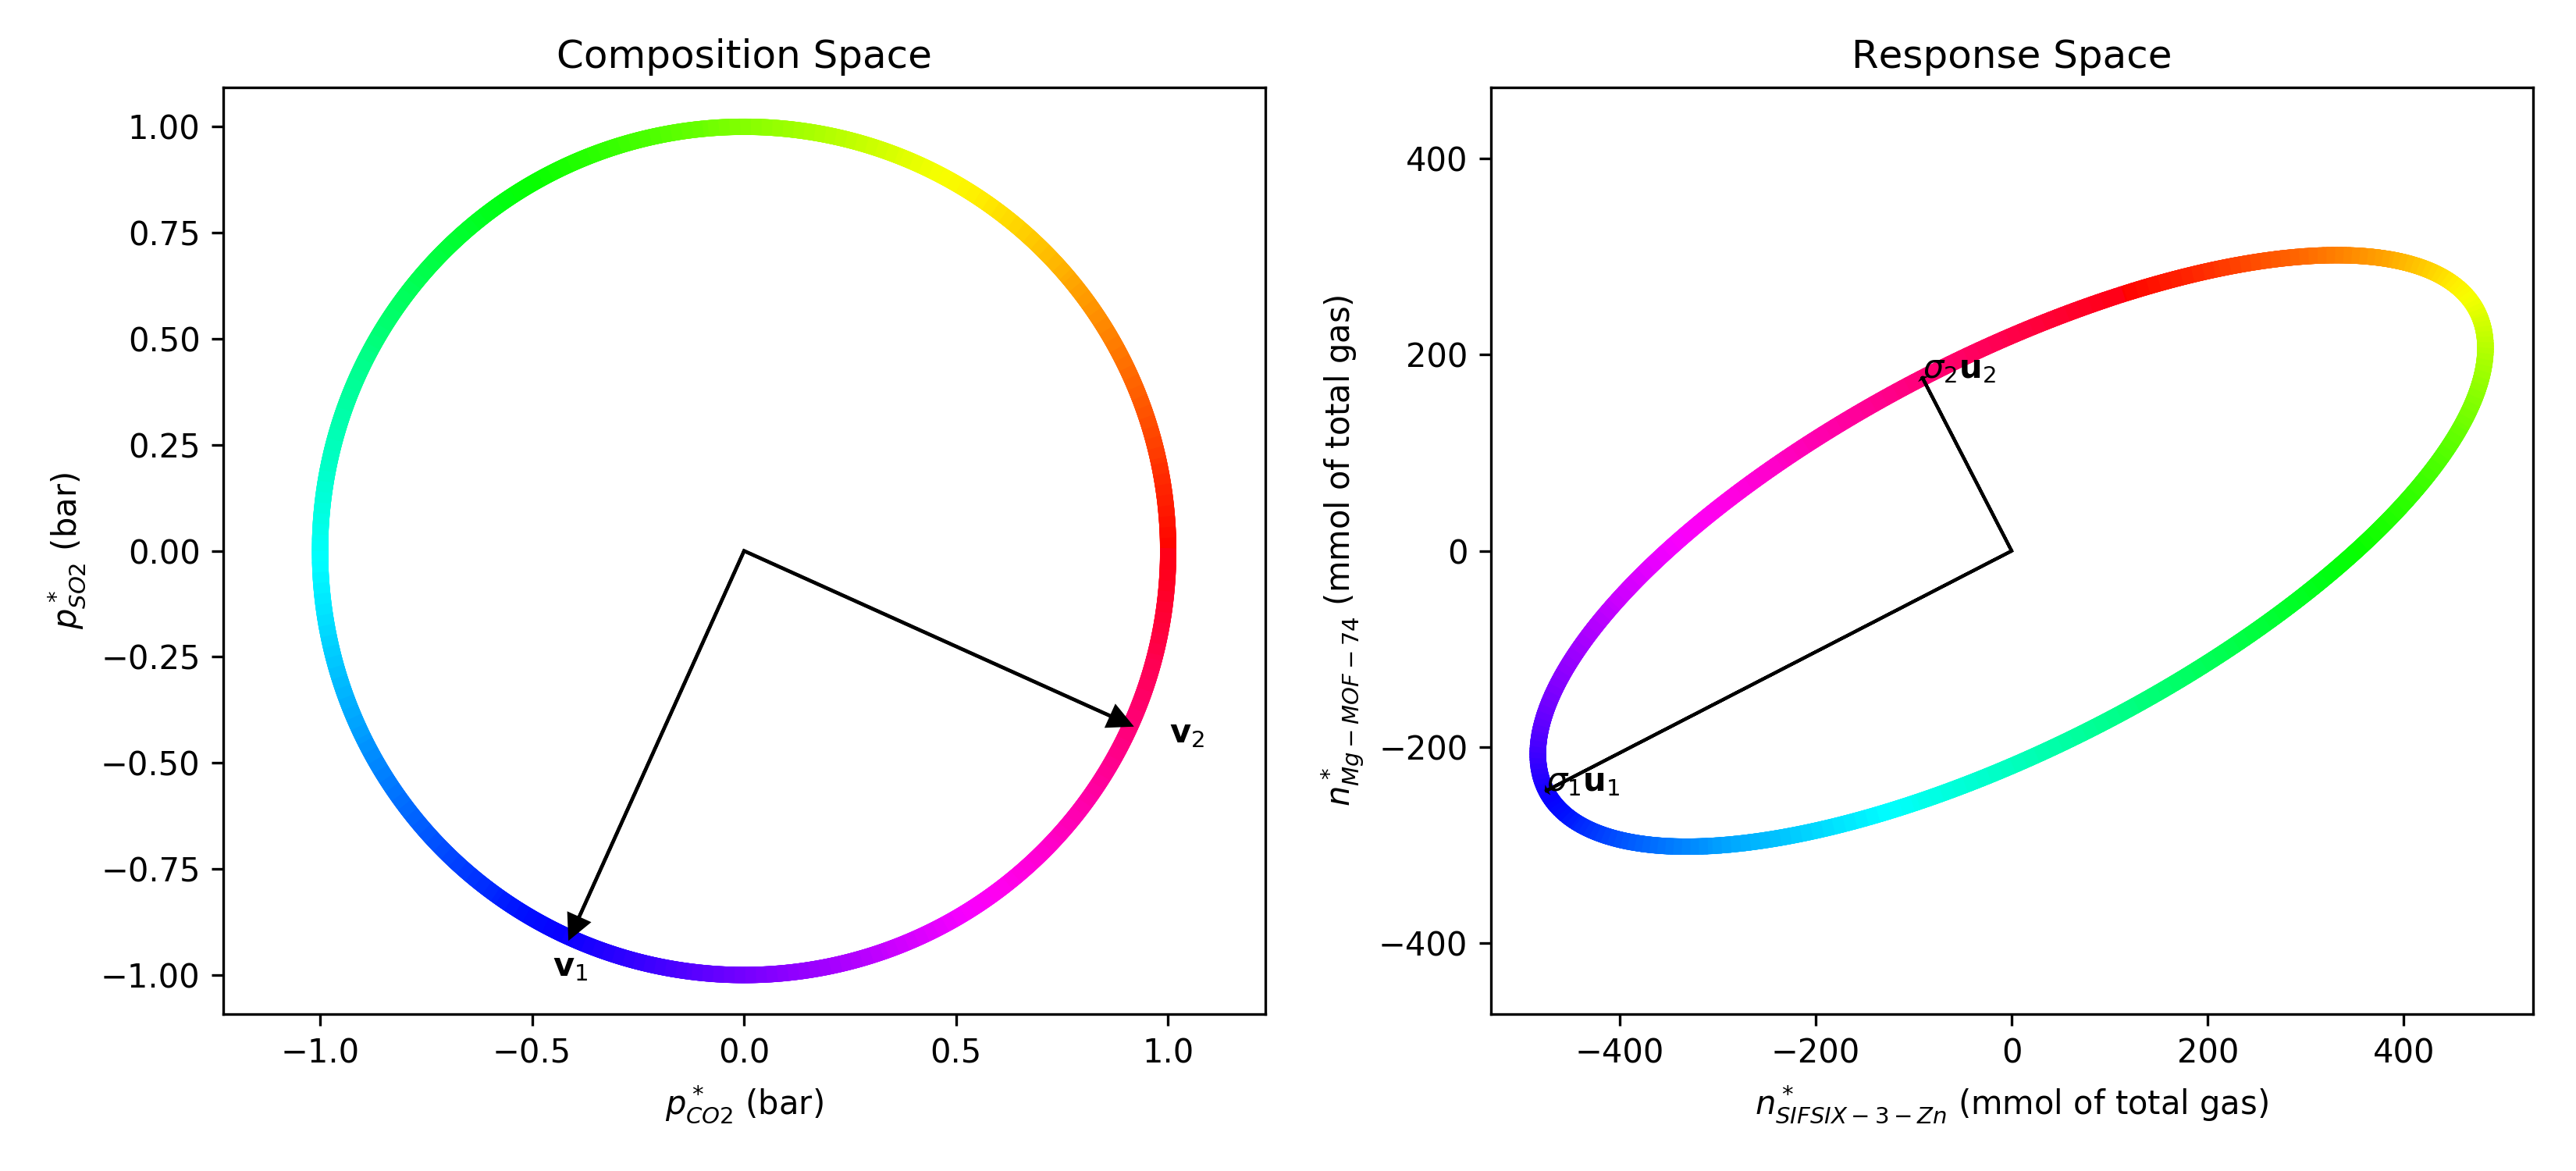 Composition Space
1.00
0.75
0.50
0.25
0.00
−0.25
−0.50
−0.75
−1.00
p*SO2 (bar)
v1
v2
−1.0 −0.5 0.0 0.5 1.0
p*CO2 (bar)
Response Space
400
200
0
−200
−400
n*Mg−MOF−74 (mmol of total gas)
σ2u2
σ1u1
−400 −200 0 200 400
n*SIFSIX−3−Zn (mmol of total gas)